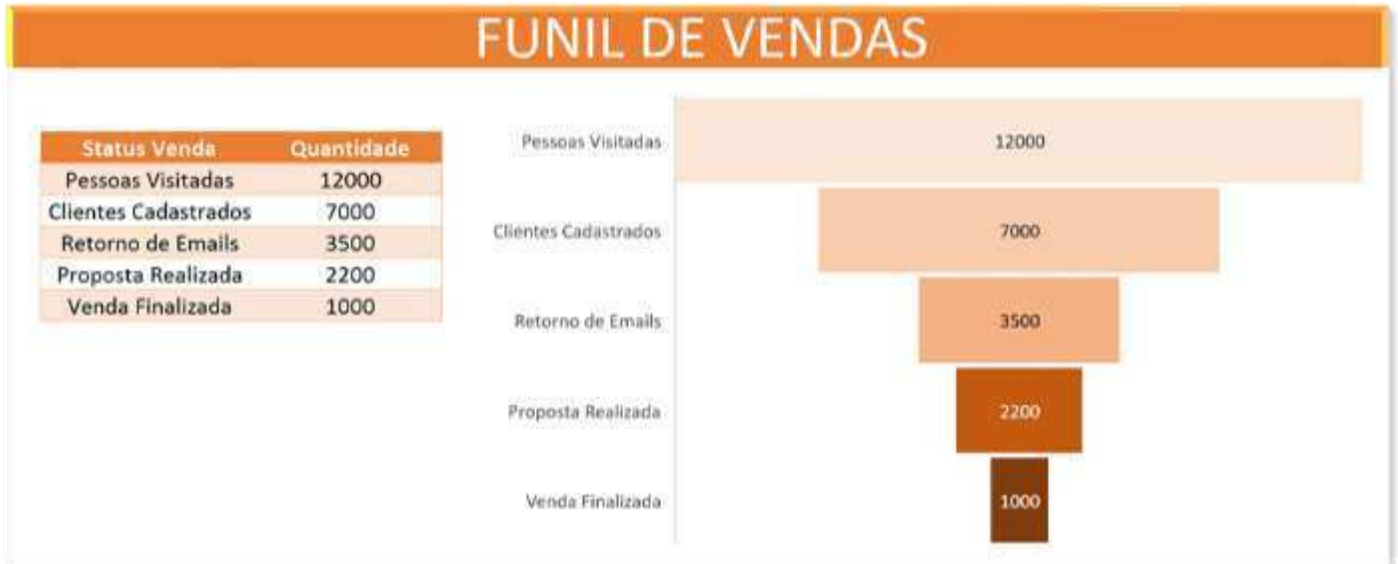 FUNIL DE VENDAS
Status Venda Quantidade
Pessoas Visitadas 12000
Clientes Cadastrados 7000
Retorno de Emails 3500
Proposta Realizada 2200
Venda Finalizada 1000
Pessoas Visitadas 12000
Clientes Cadastrados 7000
Retorno de Emails 3500
Proposta Realizada 2200
Venda Finalizada 1000